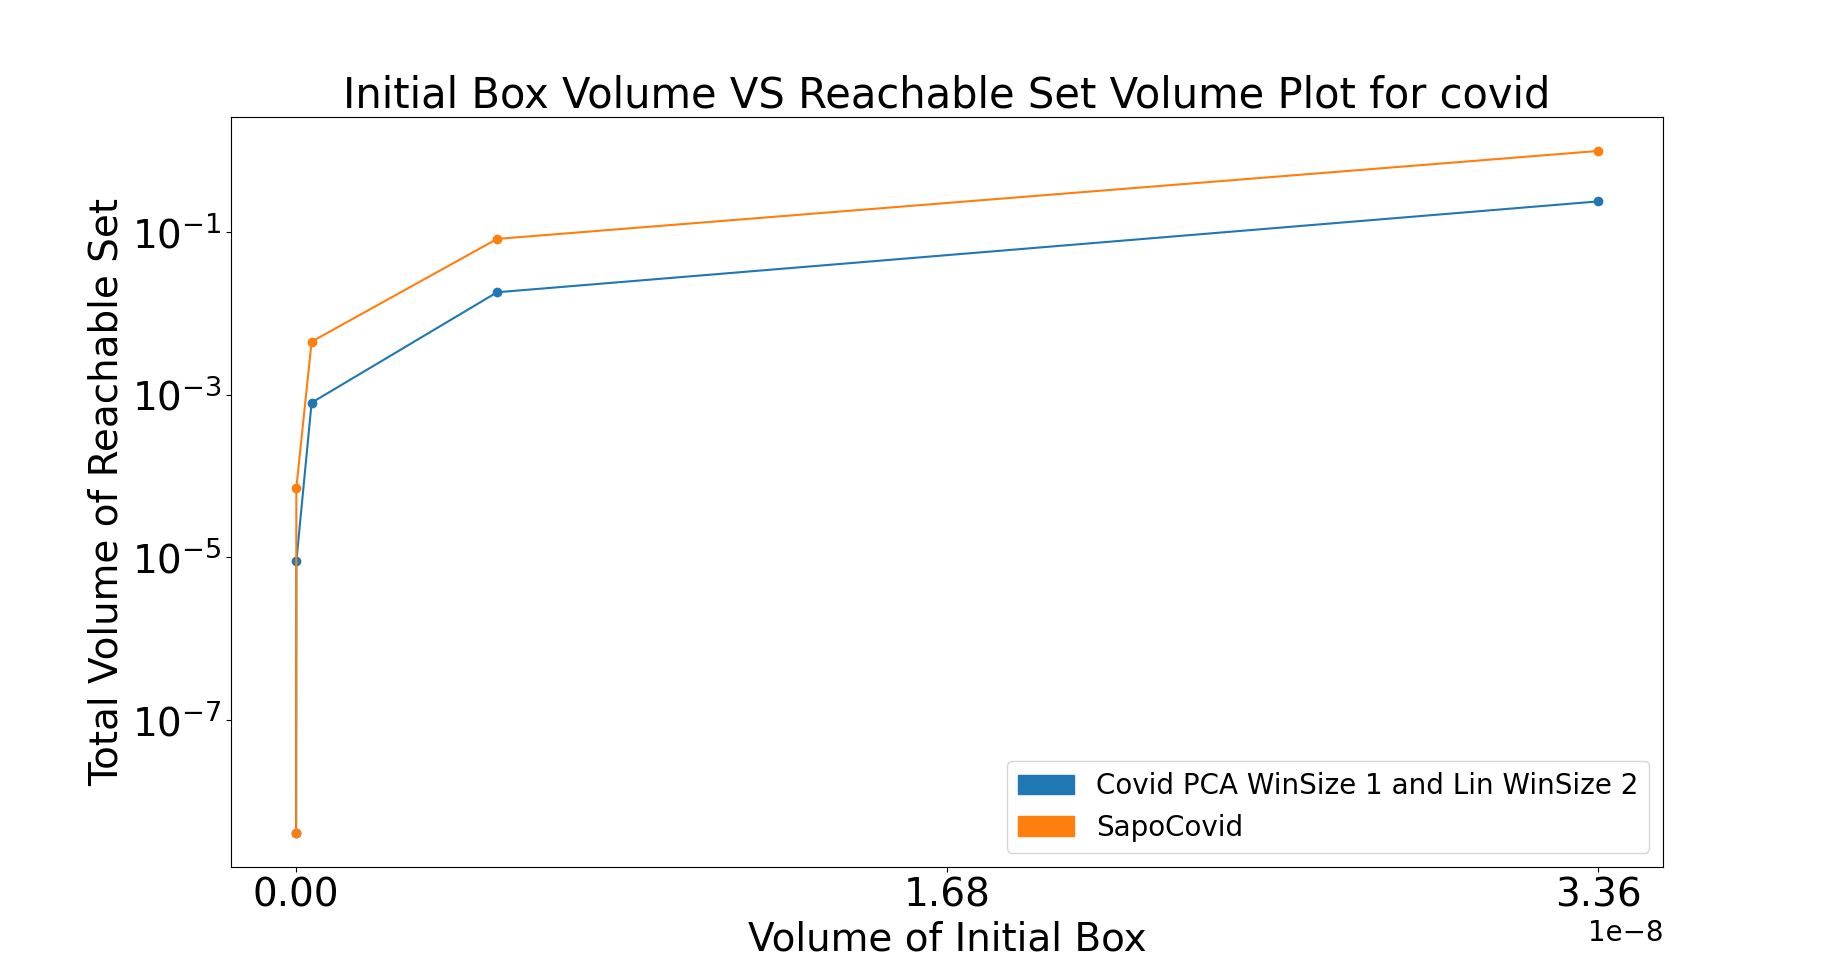 Initial Box Volume VS Reachable Set Volume Plot for covid
Total Volume of Reachable Set
10⁻¹
10⁻³
10⁻⁵
10⁻⁷
Covid PCA WinSize 1 and Lin WinSize 2
SapoCovid
0.00 1.68 3.36
1e−8
Volume of Initial Box